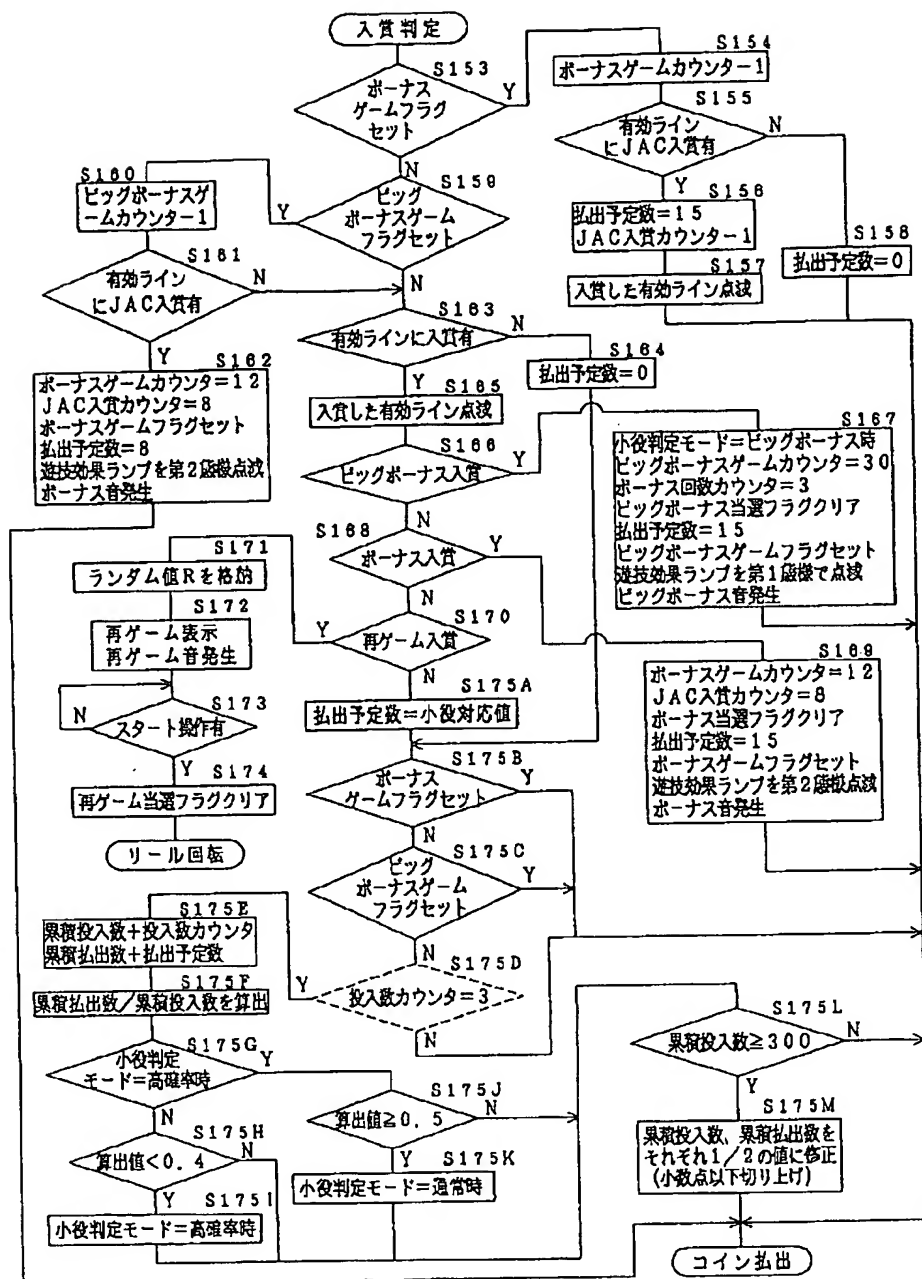 入賞判定
S153
ボーナス
ゲームフラグ
セット
Y
N
S154
ボーナスゲームカウンター1
S155
有効ライン
にJAC入賞有
N
Y
S156
払出予定数=15
JAC入賞カウンター1
S157
入賞した有効ライン点滅
S158
払出予定数=0
S159
ビッグ
ボーナスゲーム
フラグセット
Y
N
S160
ビッグボーナスゲ
ームカウンター1
S161
有効ライン
にJAC入賞有
N
Y
S162
ボーナスゲームカウンタ=12
JAC入賞カウンタ=8
ボーナスゲームフラグセット
払出予定数=8
遊技効果ランプを第2態様点滅
ボーナス音発生
S163
有効ラインに入賞有
N
Y
S164
払出予定数=0
S165
入賞した有効ライン点滅
S166
ビッグボーナス入賞
Y
N
S167
小役判定モード=ビッグボーナス時
ビッグボーナスゲームカウンタ=30
ボーナス回数カウンタ=3
ビッグボーナス当選フラグクリア
払出予定数=15
ビッグボーナスゲームフラグセット
遊技効果ランプを第1態様で点滅
ビッグボーナス音発生
S168
ボーナス入賞
Y
N
S169
ボーナスゲームカウンタ=12
JAC入賞カウンタ=8
ボーナス当選フラグクリア
払出予定数=15
ボーナスゲームフラグセット
遊技効果ランプを第2態様点滅
ボーナス音発生
S170
再ゲーム入賞
Y
N
S171
ランダム値Rを格納
S172
再ゲーム表示
再ゲーム音発生
S173
スタート操作有
N
Y
S174
再ゲーム当選フラグクリア
リール回転
S175A
払出予定数=小役対応値
S175B
ボーナス
ゲームフラグセット
Y
N
S175C
ビッグ
ボーナスゲーム
フラグセット
Y
N
S175D
投入数カウンタ=3
Y
N
S175E
累積投入数+投入数カウンタ
累積払出数+払出予定数
S175F
累積払出数/累積投入数を算出
S175G
小役判定
モード=高確率時
Y
N
S175H
算出値<0.4
N
Y
S175I
小役判定モード=高確率時
S175J
算出値≧0.5
N
Y
S175K
小役判定モード=通常時
S175L
累積投入数≧300
N
Y
S175M
累積投入数、累積払出数を
それぞれ1/2の値に修正
(小数点以下切り上げ)
コイン払出